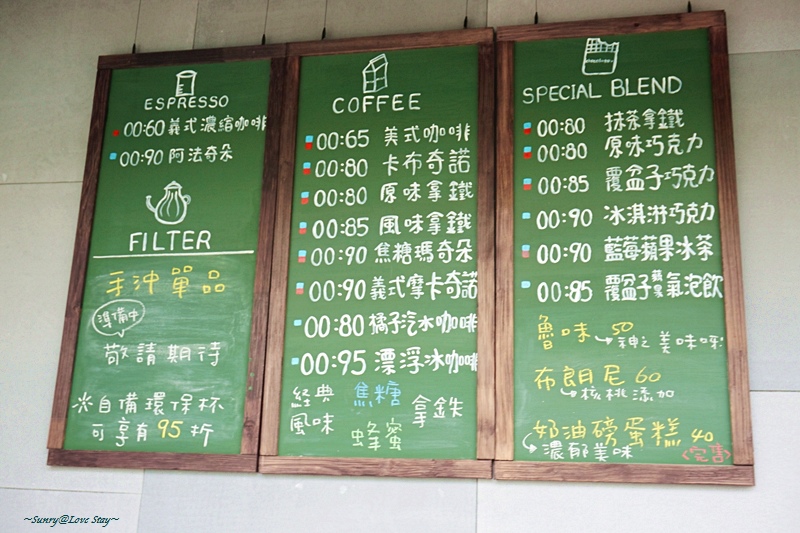 ESPRESSO
00:60 義式濃縮咖啡
00:90 阿法奇朵
FILTER
手沖單品
準備中
敬請期待
※自備環保杯
可享有95折
COFFEE
00:65 美式咖啡
00:80 卡布奇諾
00:80 原味拿鐵
00:85 風味拿鐵
00:90 焦糖瑪奇朵
00:90 義式摩卡奇諾
00:80 橘子汽水咖啡
00:95 漂浮冰咖啡
經典風味 焦糖 蜂蜜 拿鉄
SPECIAL BLEND
00:80 抹茶拿鐵
00:80 原味巧克力
00:85 覆盆子巧克力
00:90 冰淇淋巧克力
00:90 藍莓蘋果冰茶
00:85 覆盆子蘋果氣泡飲
魯味 50
神之美味呀!
布朗尼 60
核桃添加
奶油磅蛋糕 40
濃郁美味 <完售>
~Sunry@Love Stay~